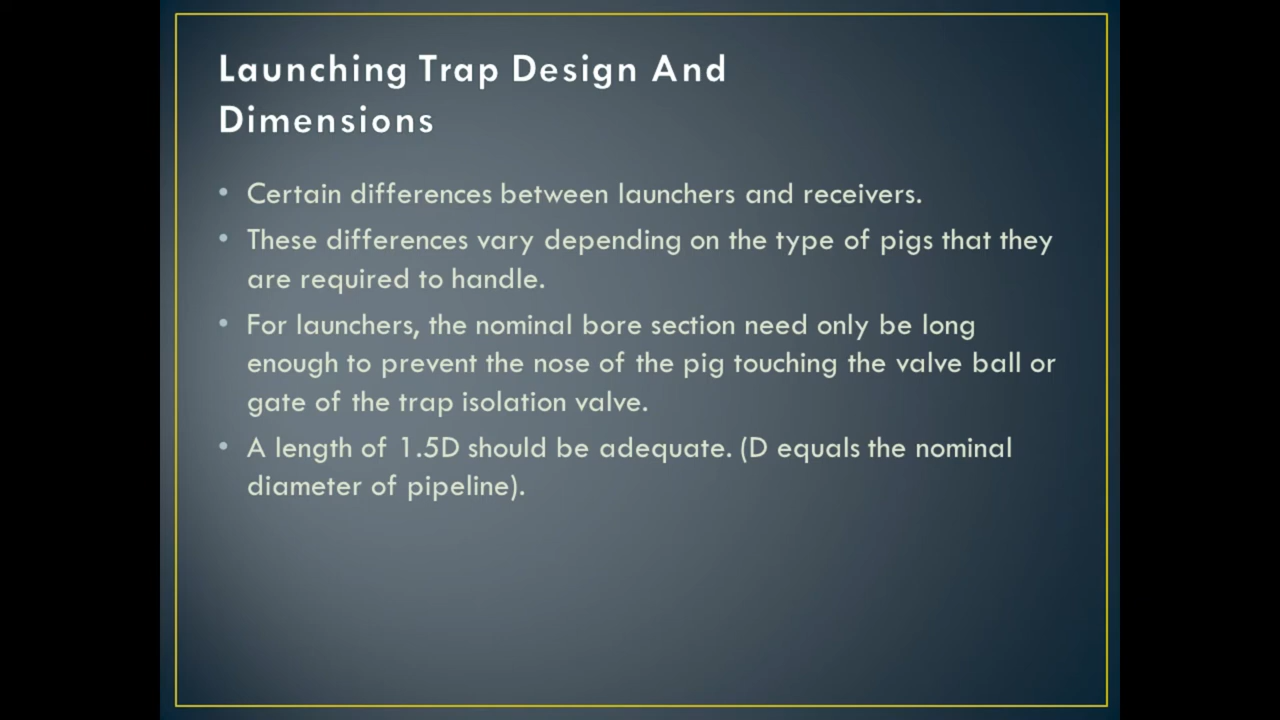 Launching Trap Design And
Dimensions
• Certain differences between launchers and receivers.
• These differences vary depending on the type of pigs that they
are required to handle.
• For launchers, the nominal bore section need only be long
enough to prevent the nose of the pig touching the valve ball or
gate of the trap isolation valve.
• A length of 1.5D should be adequate. (D equals the nominal
diameter of pipeline).